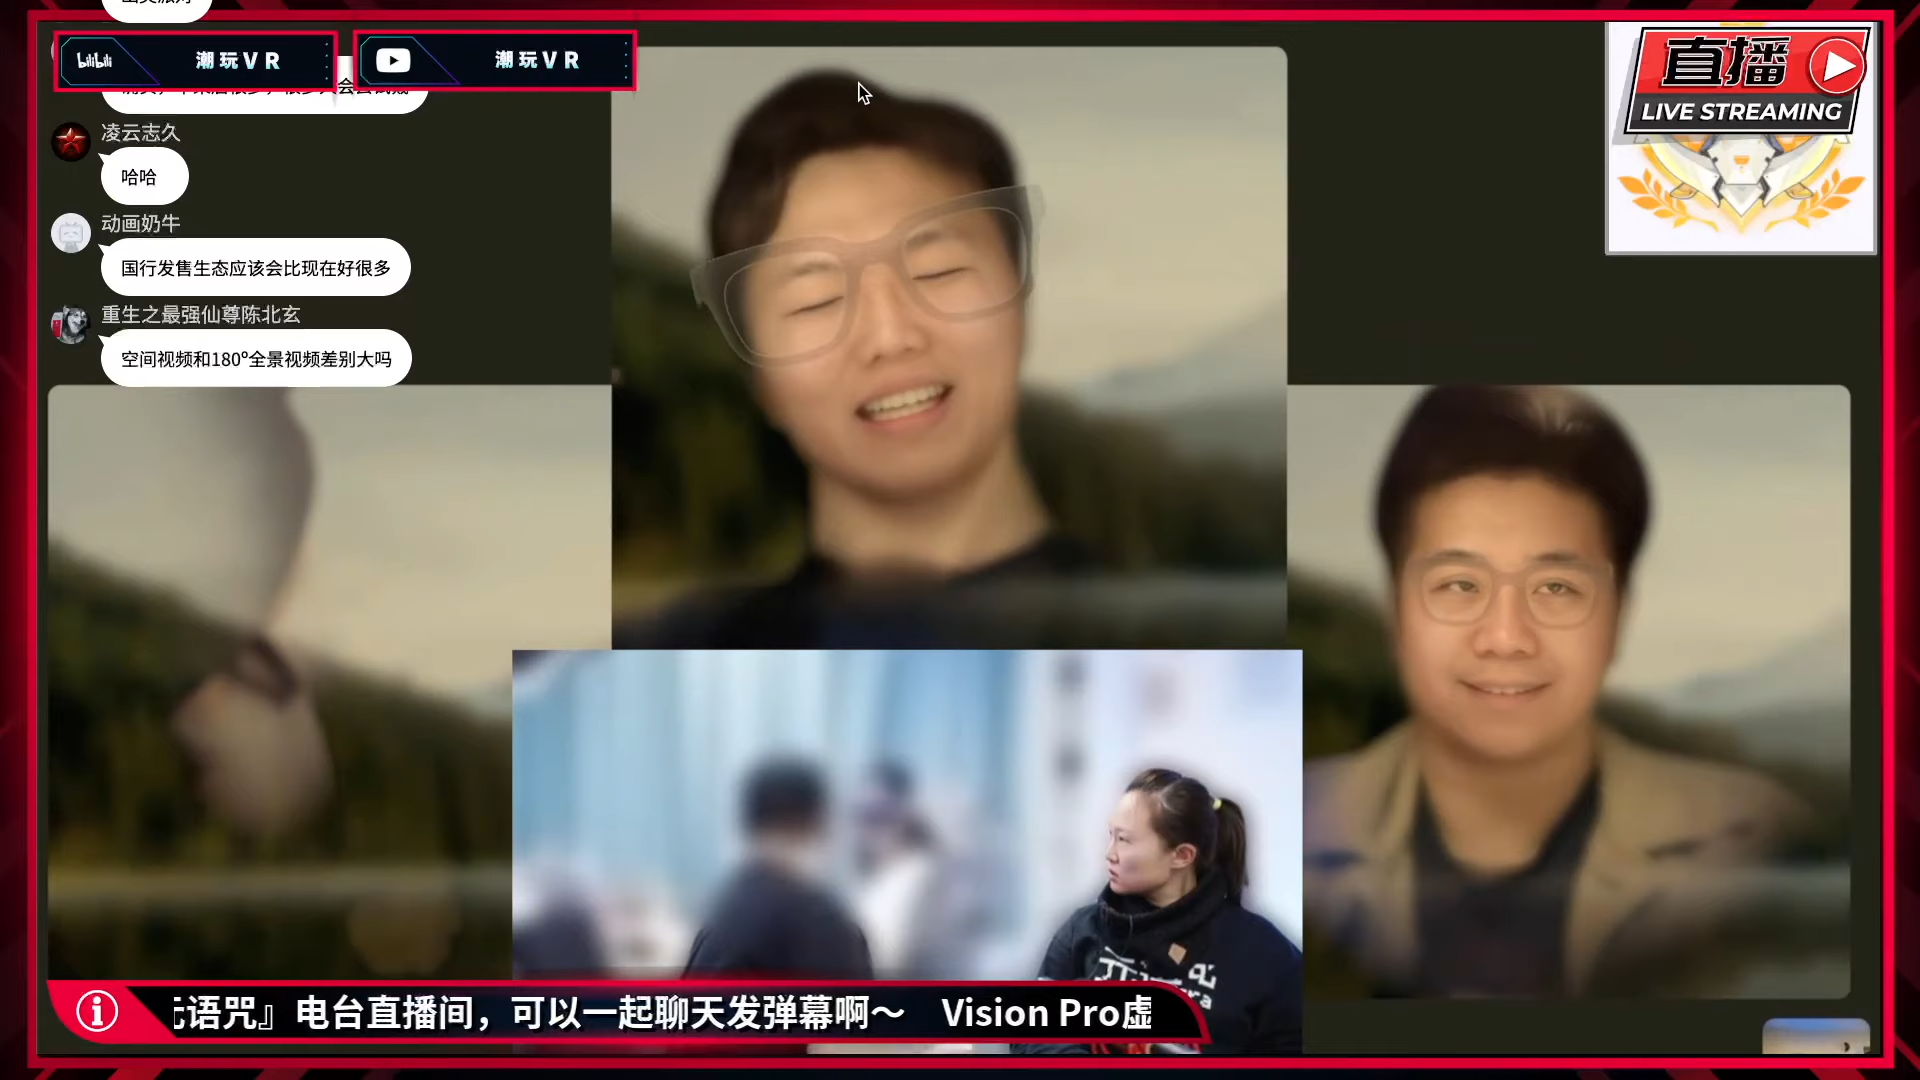 bilibili
潮玩VR
潮玩VR
直播
LIVE STREAMING
凌云志久
哈哈
动画奶牛
国行发售生态应该会比现在好很多
重生之最强仙尊陈北玄
空间视频和180°全景视频差别大吗
语咒』电台直播间，可以一起聊天发弹幕啊～ Vision Pro虚